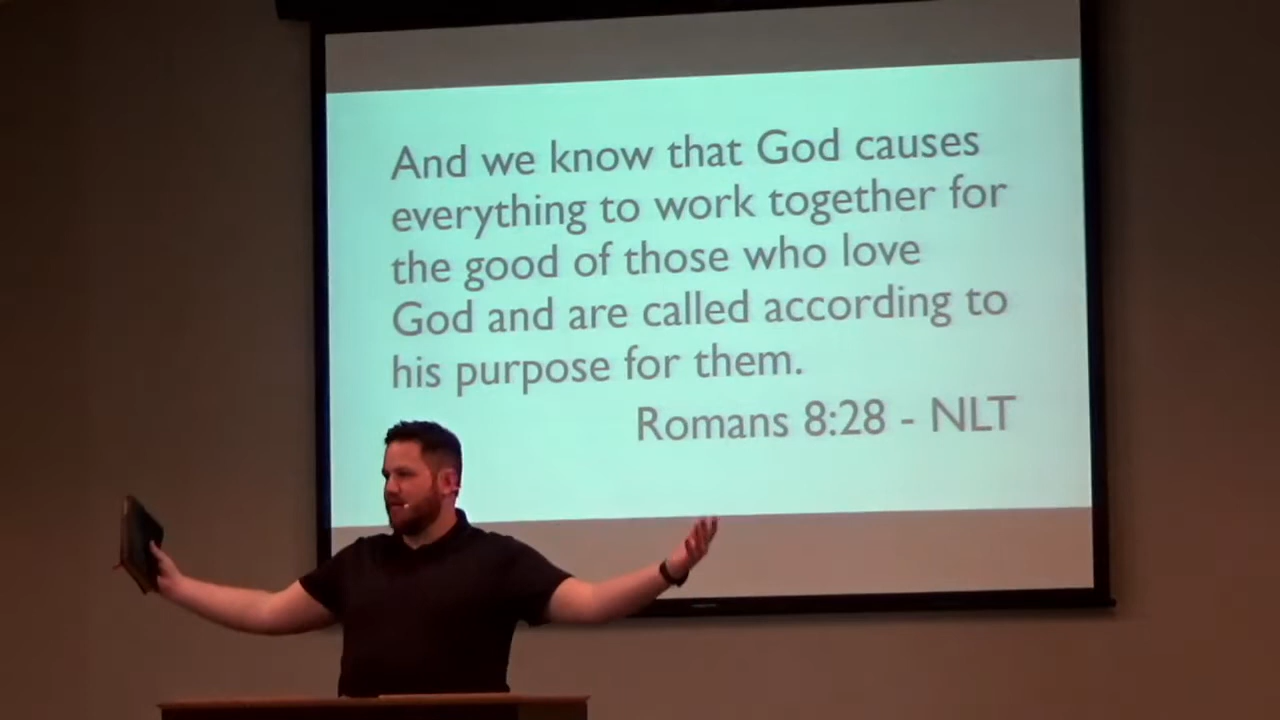 And we know that God causes
everything to work together for
the good of those who love
God and are called according to
his purpose for them.
Romans 8:28 - NLT